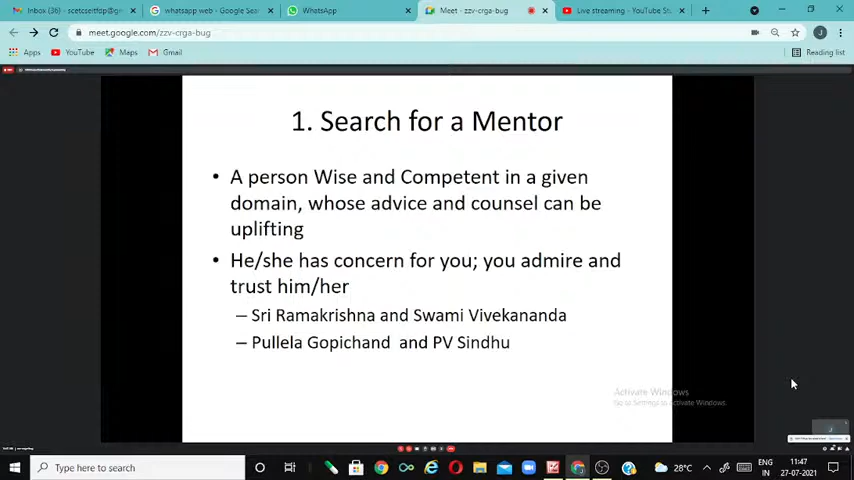 Inbox (36) - scetcseitfdp@gm
whatsapp web - Google Sear
WhatsApp
Meet - zzv-crga-bug
Live streaming - YouTube St
meet.google.com/zzv-crga-bug
J
Apps
YouTube
Maps
Gmail
Reading list
1. Search for a Mentor
• A person Wise and Competent in a given
domain, whose advice and counsel can be
uplifting
• He/she has concern for you; you admire and
trust him/her
– Sri Ramakrishna and Swami Vivekananda
– Pullela Gopichand and PV Sindhu
Activate Windows
Go to Settings to activate Windows.
Type here to search
28°C
ENG
IN
11:47
27-07-2021